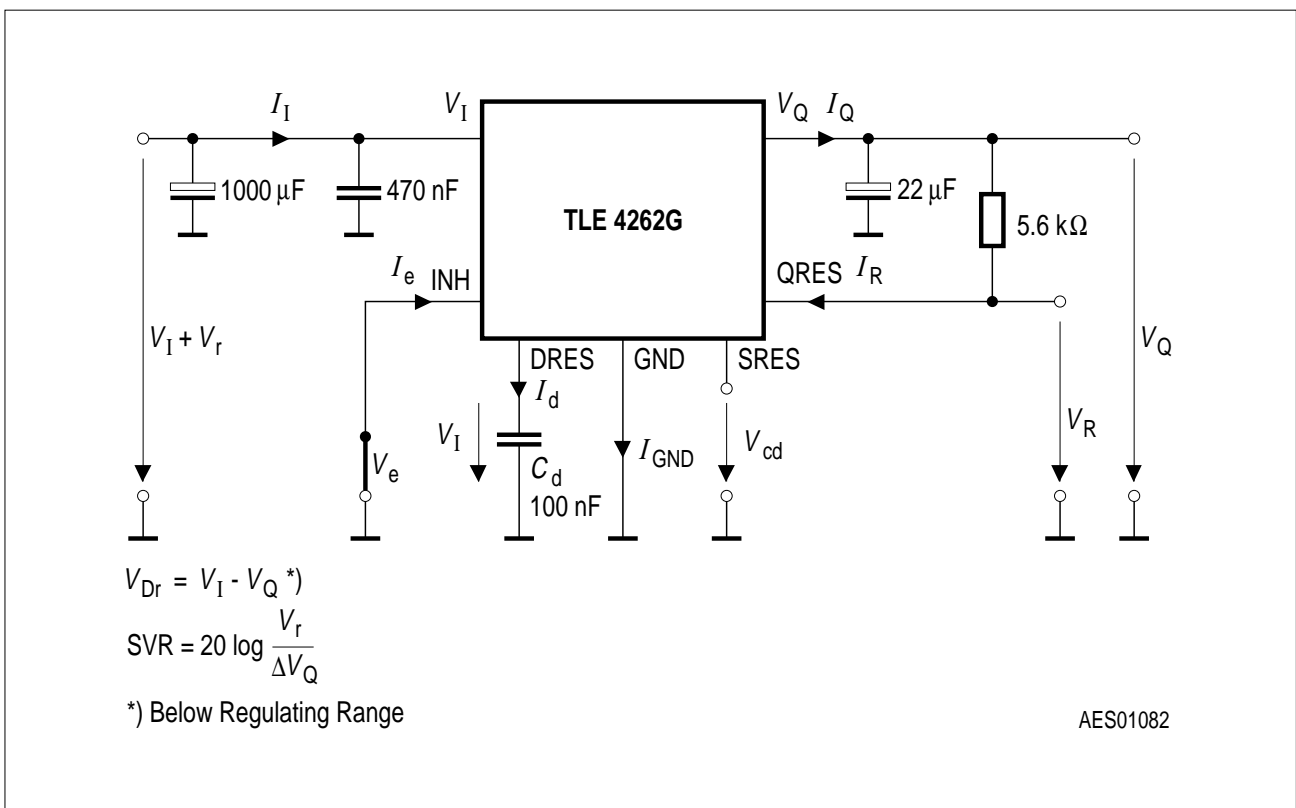 I_I V_I V_Q I_Q
1000 µF 470 nF TLE 4262G 22 µF 5.6 kΩ
I_e INH QRES I_R
V_I + V_r DRES GND SRES V_Q
I_d
V_I V_e C_d I_GND V_cd V_R
100 nF
V_Dr = V_I - V_Q *)
SVR = 20 log V_r / ΔV_Q
*) Below Regulating Range
AES01082